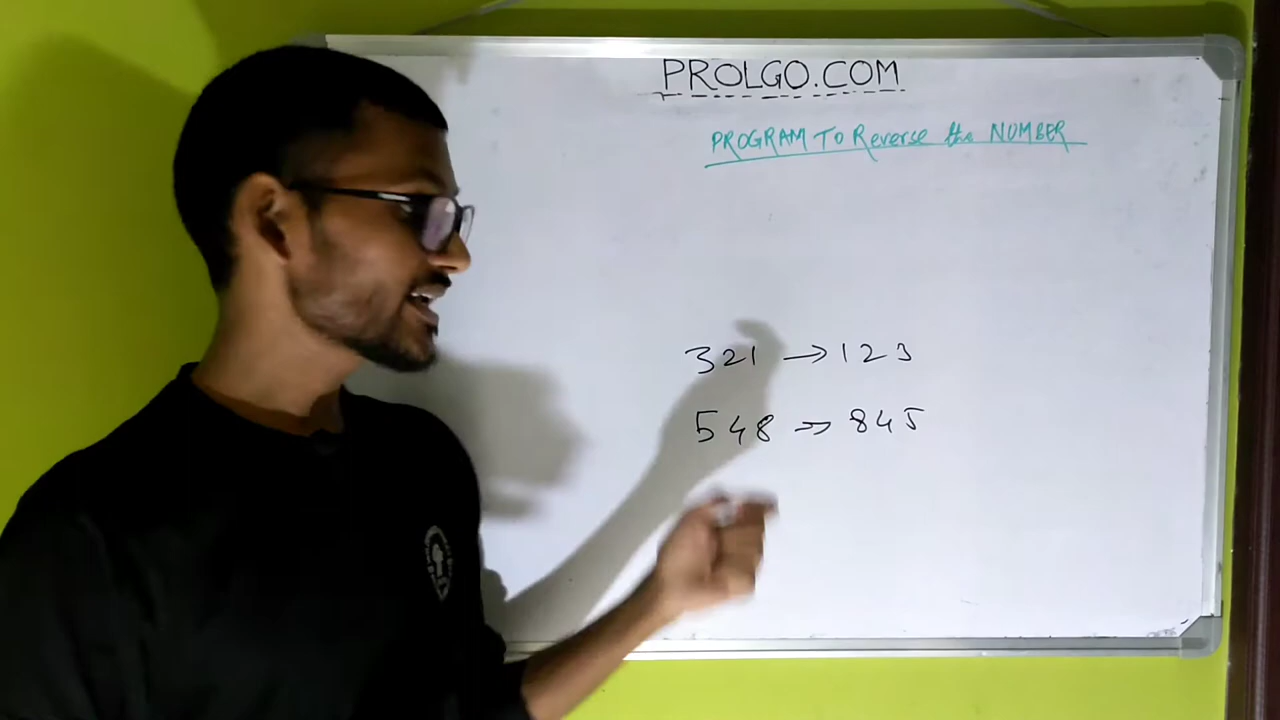 PROLGO.COM
PROGRAM TO Reverse the NUMBER
321 → 123
548 → 845